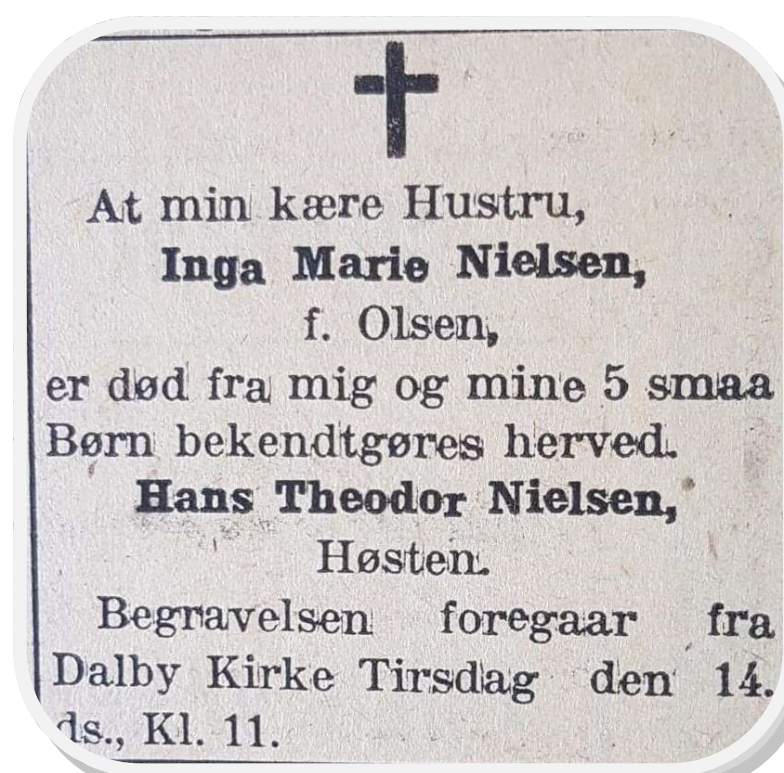 At min kære Hustru,
Inga Marie Nielsen,
f. Olsen,
er død fra mig og mine 5 smaa
Børn bekendtgøres herved.
Hans Theodor Nielsen,
Høsten.
Begravelsen foregaar fra
Dalby Kirke Tirsdag den 14.
ds., Kl. 11.